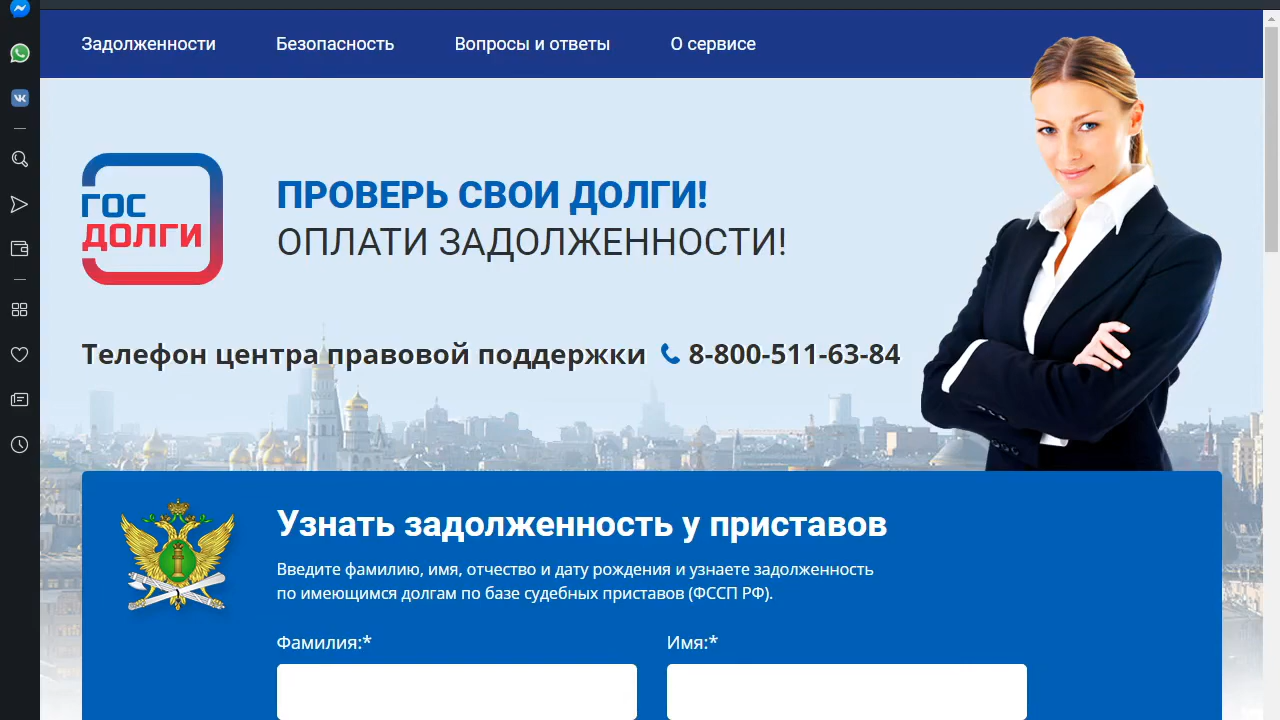 Задолженности Безопасность Вопросы и ответы О сервисе
ГОС
ДОЛГИ
ПРОВЕРЬ СВОИ ДОЛГИ!
ОПЛАТИ ЗАДОЛЖЕННОСТИ!
Телефон центра правовой поддержки 8-800-511-63-84
Узнать задолженность у приставов
Введите фамилию, имя, отчество и дату рождения и узнаете задолженность
по имеющимся долгам по базе судебных приставов (ФССП РФ).
Фамилия:* Имя:*